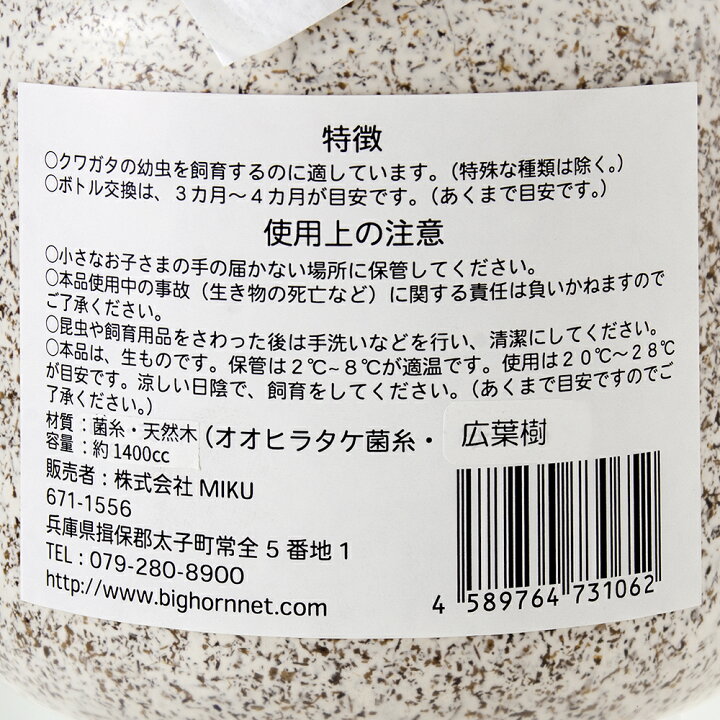 特徴
○クワガタの幼虫を飼育するのに適しています。（特殊な種類は除く。）
○ボトル交換は、３カ月～４カ月が目安です。（あくまで目安です。）
使用上の注意
○小さなお子さまの手の届かない場所に保管してください。
○本品使用中の事故（生き物の死亡など）に関する責任は負いかねますので
ご了承ください。
○昆虫や飼育用品をさわった後は手洗いなどを行い、清潔にしてください。
○本品は、生ものです。保管は２℃~８℃が適温です。使用は２０℃～２８℃
が目安です。涼しい日陰で、飼育をしてください。（あくまで目安ですのでご
了承ください。）
材質：菌糸・天然木 (オオヒラタケ菌糸・ 広葉樹
容量：約1400cc
販売者：株式会社 MIKU
671-1556
兵庫県揖保郡太子町常全５番地１
TEL：079-280-8900
http://www.bighornnet.com
4 589764 731062